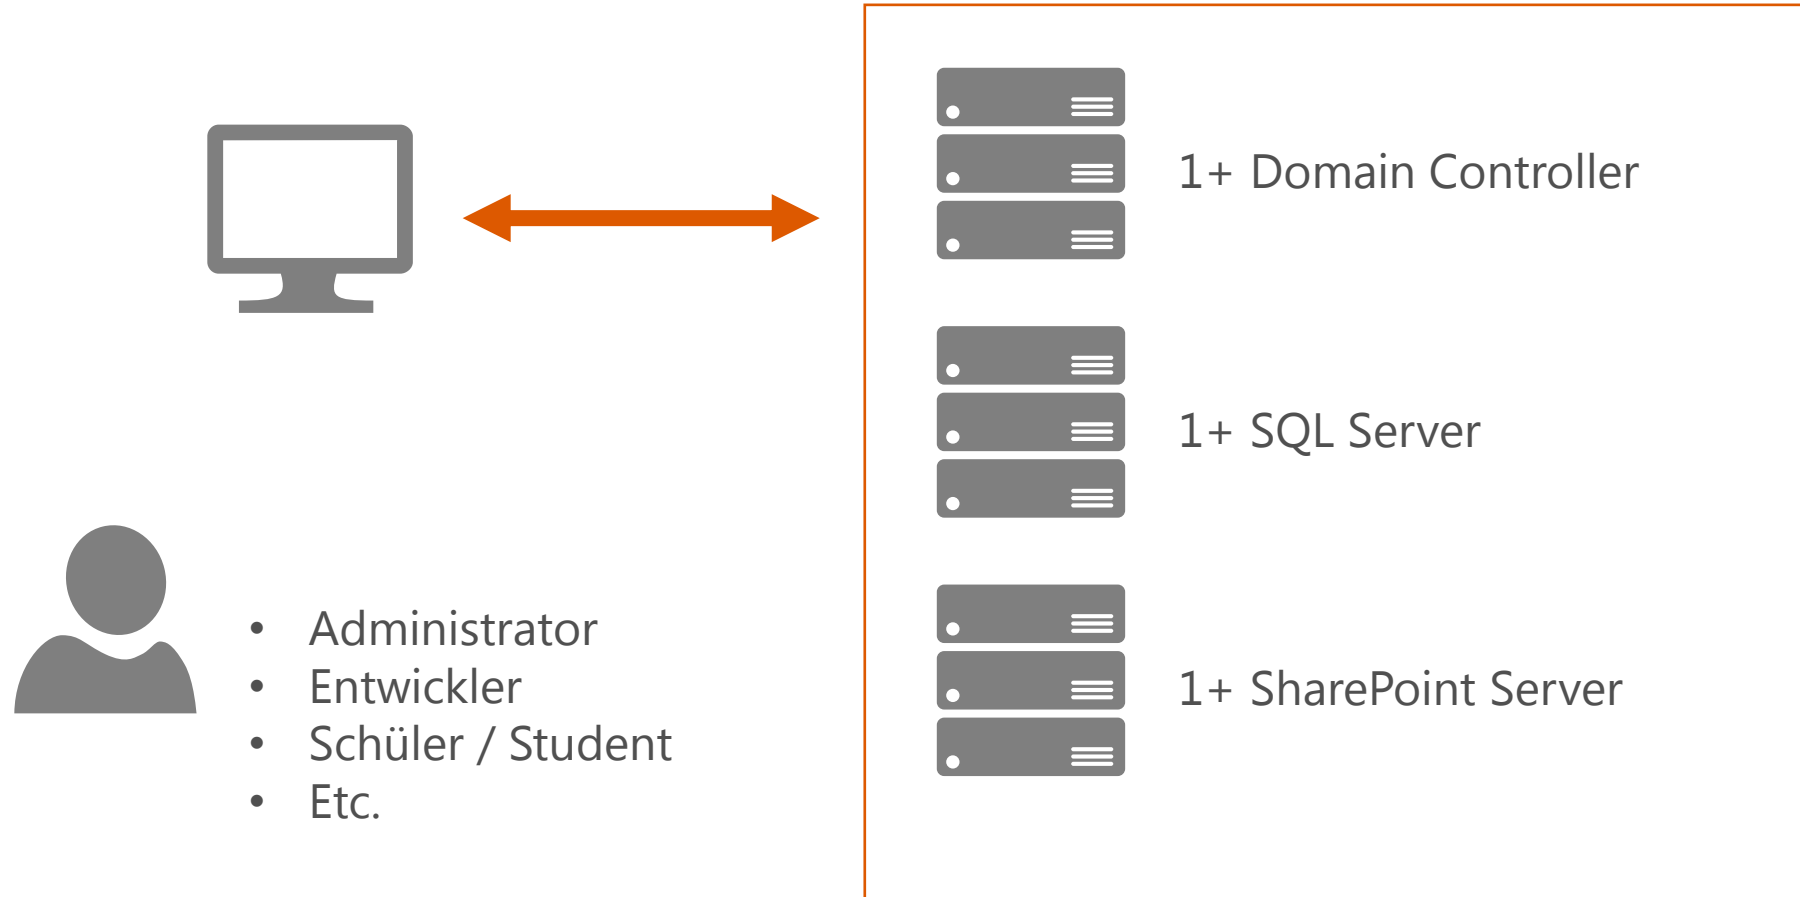 1+ Domain Controller
1+ SQL Server
• Administrator
• Entwickler
• Schüler / Student
• Etc.
1+ SharePoint Server